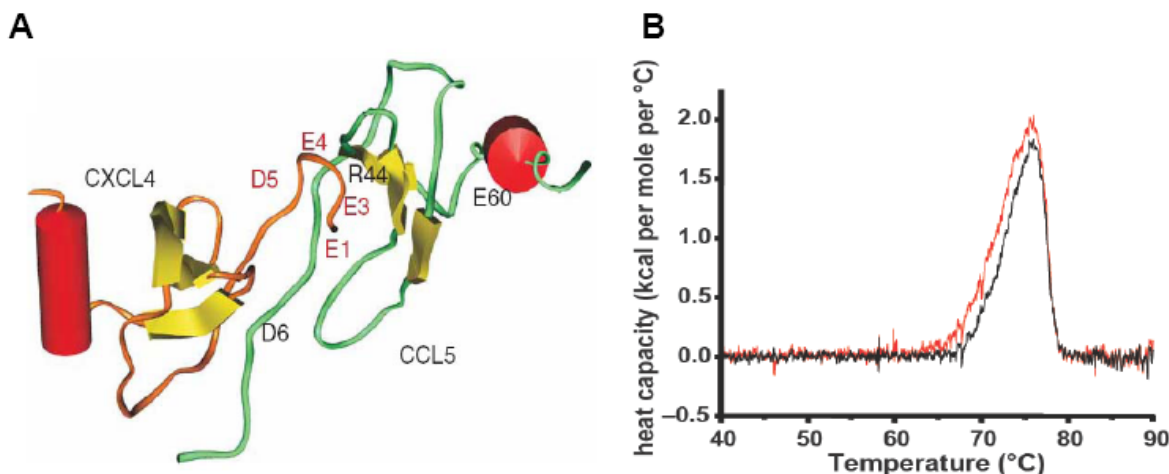 A
CXCL4
D5
E4
R44
E3
E1
E60
D6
CCL5
B
heat capacity (kcal per mole per °C)
2.0
1.5
1.0
0.5
0.0
−0.5
40
50
60
70
80
90
Temperature (°C)